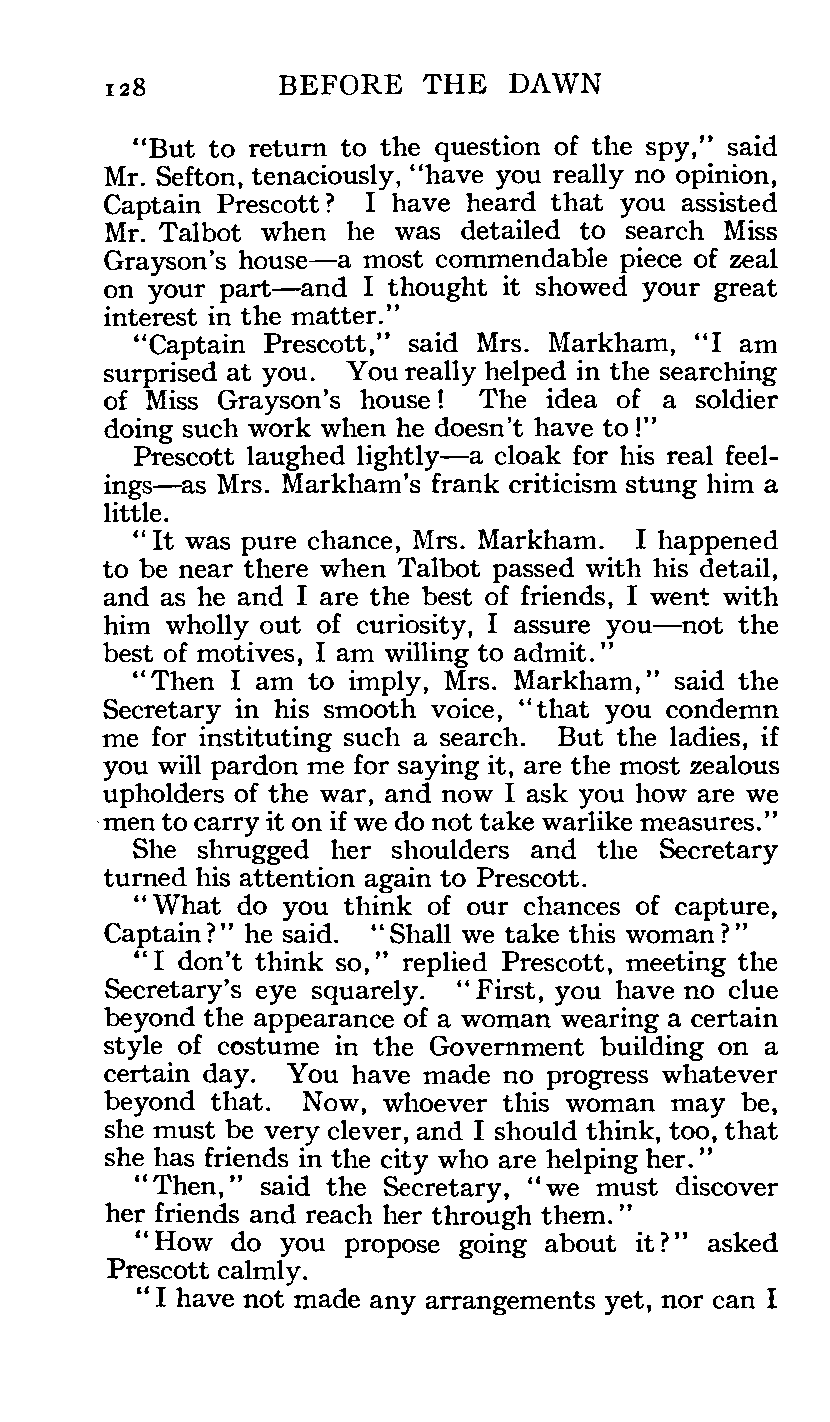 128 BEFORE THE DAWN
"But to return to the question of the spy," said
Mr. Sefton, tenaciously, "have you really no opinion,
Captain Prescott? I have heard that you assisted
Mr. Talbot when he was detailed to search Miss
Grayson's house—a most commendable piece of zeal
on your part—and I thought it showed your great
interest in the matter."
"Captain Prescott," said Mrs. Markham, "I am
surprised at you. You really helped in the searching
of Miss Grayson's house! The idea of a soldier
doing such work when he doesn't have to!"
Prescott laughed lightly—a cloak for his real feel-
ings—as Mrs. Markham's frank criticism stung him a
little.
"It was pure chance, Mrs. Markham. I happened
to be near there when Talbot passed with his detail,
and as he and I are the best of friends, I went with
him wholly out of curiosity, I assure you—not the
best of motives, I am willing to admit."
"Then I am to imply, Mrs. Markham," said the
Secretary in his smooth voice, "that you condemn
me for instituting such a search. But the ladies, if
you will pardon me for saying it, are the most zealous
upholders of the war, and now I ask you how are we
men to carry it on if we do not take warlike measures."
She shrugged her shoulders and the Secretary
turned his attention again to Prescott.
"What do you think of our chances of capture,
Captain?" he said. "Shall we take this woman?"
"I don't think so," replied Prescott, meeting the
Secretary's eye squarely. "First, you have no clue
beyond the appearance of a woman wearing a certain
style of costume in the Government building on a
certain day. You have made no progress whatever
beyond that. Now, whoever this woman may be,
she must be very clever, and I should think, too, that
she has friends in the city who are helping her."
"Then," said the Secretary, "we must discover
her friends and reach her through them."
"How do you propose going about it?" asked
Prescott calmly.
"I have not made any arrangements yet, nor can I